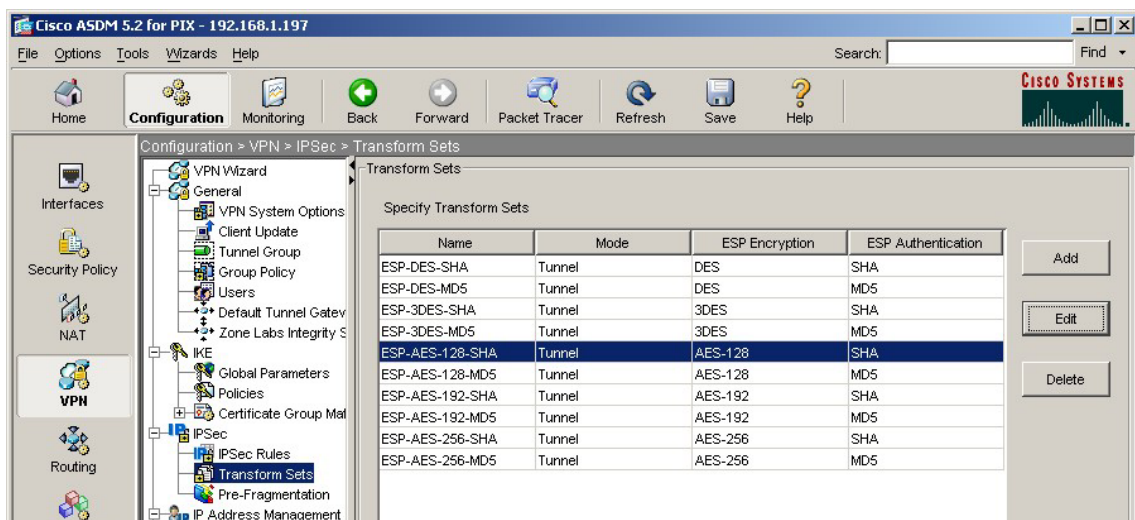 Cisco ASDM 5.2 for PIX - 192.168.1.197
File Options Tools Wizards Help Search: Find
Home Configuration Monitoring Back Forward Packet Tracer Refresh Save Help
CISCO SYSTEMS
Configuration > VPN > IPSec > Transform Sets
Interfaces
Security Policy
NAT
VPN
Routing
VPN Wizard
General
VPN System Options
Client Update
Tunnel Group
Group Policy
Users
Default Tunnel Gatev
Zone Labs Integrity S
IKE
Global Parameters
Policies
Certificate Group Mat
IPSec
IPSec Rules
Transform Sets
Pre-Fragmentation
IP Address Management
Transform Sets
Specify Transform Sets
Name Mode ESP Encryption ESP Authentication
ESP-DES-SHA Tunnel DES SHA
ESP-DES-MD5 Tunnel DES MD5
ESP-3DES-SHA Tunnel 3DES SHA
ESP-3DES-MD5 Tunnel 3DES MD5
ESP-AES-128-SHA Tunnel AES-128 SHA
ESP-AES-128-MD5 Tunnel AES-128 MD5
ESP-AES-192-SHA Tunnel AES-192 SHA
ESP-AES-192-MD5 Tunnel AES-192 MD5
ESP-AES-256-SHA Tunnel AES-256 SHA
ESP-AES-256-MD5 Tunnel AES-256 MD5
Add
Edit
Delete